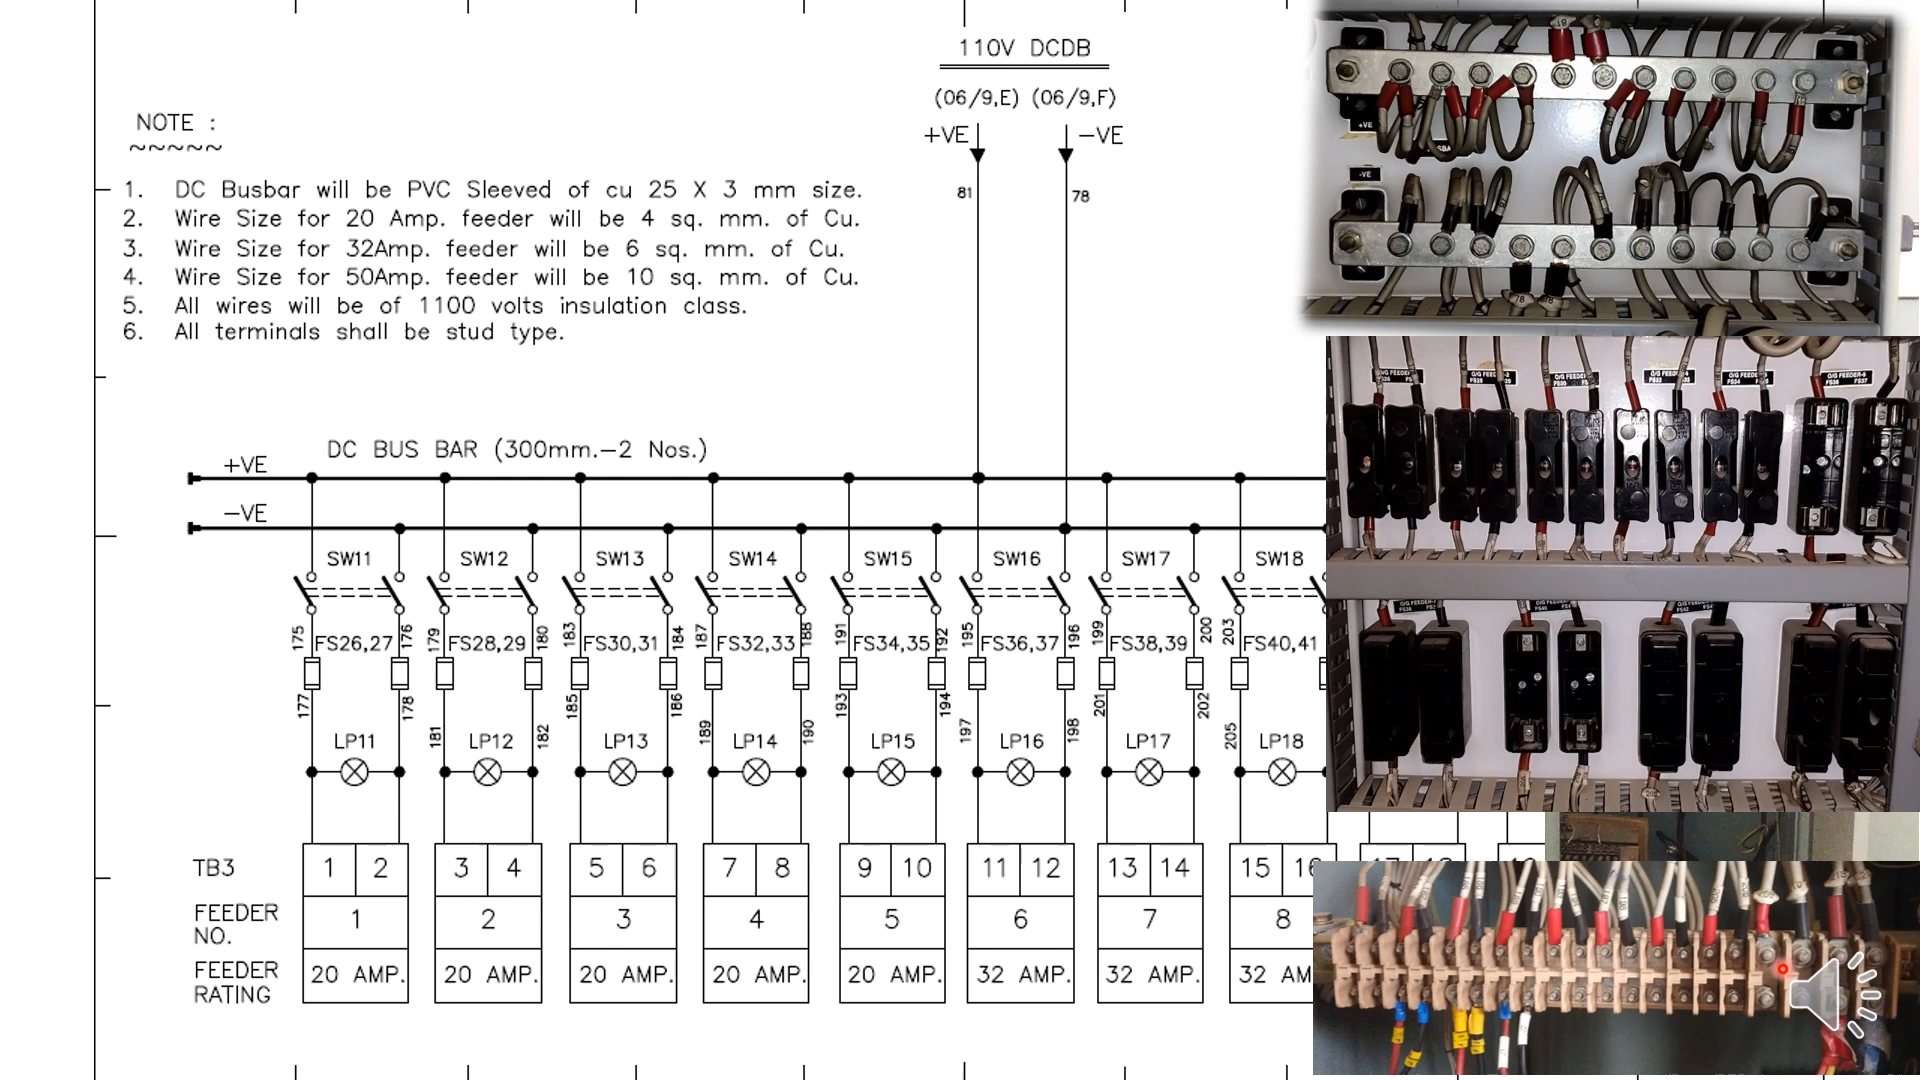 110V DCDB
(06/9,E) (06/9,F)
+VE -VE
81 78
NOTE :
~~~~~
1. DC Busbar will be PVC Sleeved of cu 25 X 3 mm size.
2. Wire Size for 20 Amp. feeder will be 4 sq. mm. of Cu.
3. Wire Size for 32Amp. feeder will be 6 sq. mm. of Cu.
4. Wire Size for 50Amp. feeder will be 10 sq. mm. of Cu.
5. All wires will be of 1100 volts insulation class.
6. All terminals shall be stud type.
DC BUS BAR (300mm.-2 Nos.)
+VE
-VE
SW11 SW12 SW13 SW14 SW15 SW16 SW17 SW18
175 176 179 180 183 184 187 188 191 192 195 196 199 200 203
FS26,27 FS28,29 FS30,31 FS32,33 FS34,35 FS36,37 FS38,39 FS40,41
177 178 181 182 185 186 189 190 193 194 197 198 201 202 205
LP11 LP12 LP13 LP14 LP15 LP16 LP17 LP18
TB3 1 2 3 4 5 6 7 8 9 10 11 12 13 14 15 16
FEEDER NO. 1 2 3 4 5 6 7 8
FEEDER RATING 20 AMP. 20 AMP. 20 AMP. 20 AMP. 20 AMP. 32 AMP. 32 AMP. 32 AM
+VE
-VE
78 78